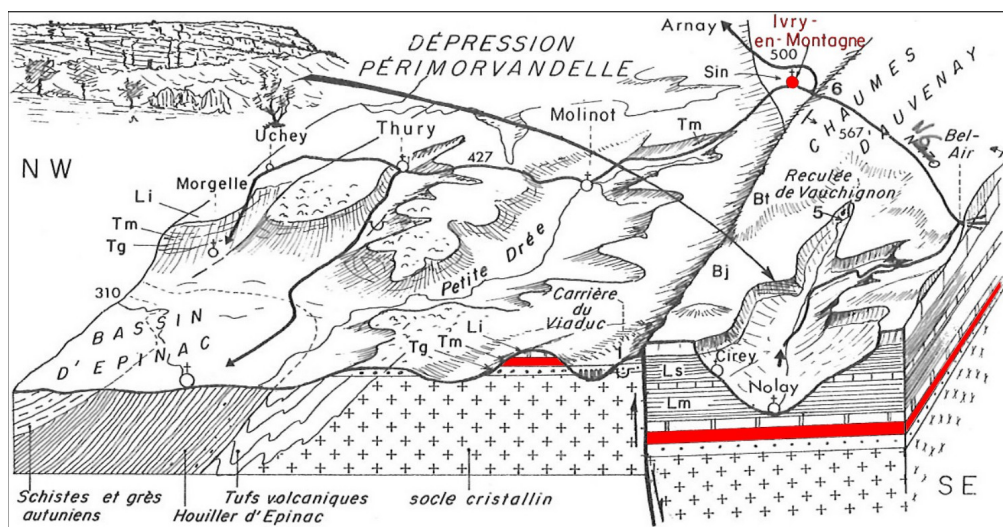 Ivry-
en-Montagne
Arnay
500
DÉPRESSION
PÉRIMORVANDELLE
Sin
6
CHAUMES
D'AUVENAY
567
N6
Bel-
Air
Uchey
Thury
Molinot
Tm
427
NW
Morgelle
Li
Tm
Tg
Reculée
de Vauchignon
Bt
5
Petite Drée
Bj
310
BASSIN
D'EPINAC
Carrière
du
Viaduc
1
Li
Tm
Tg
Cirey
Ls
Lm
Nolay
Schistes et grès
autuniens
Houiller d'Epinac
Tufs volcaniques
socle cristallin
SE